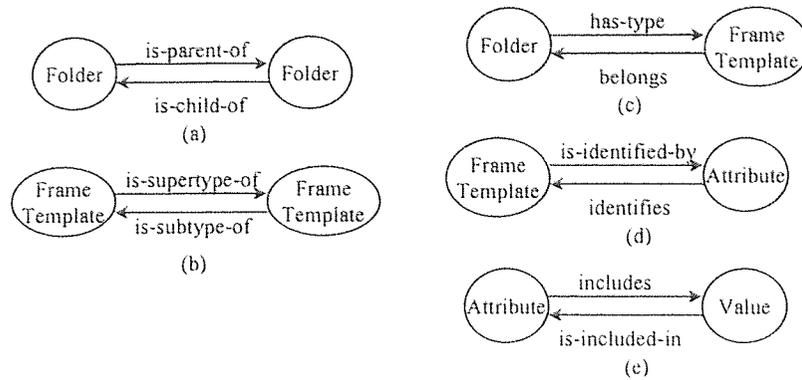 is-parent-of
Folder
Folder
is-child-of
(a)
is-supertype-of
Frame
Template
Frame
Template
is-subtype-of
(b)
has-type
Folder
Frame
Template
belongs
(c)
is-identified-by
Frame
Template
Attribute
identifies
(d)
includes
Attribute
Value
is-included-in
(e)